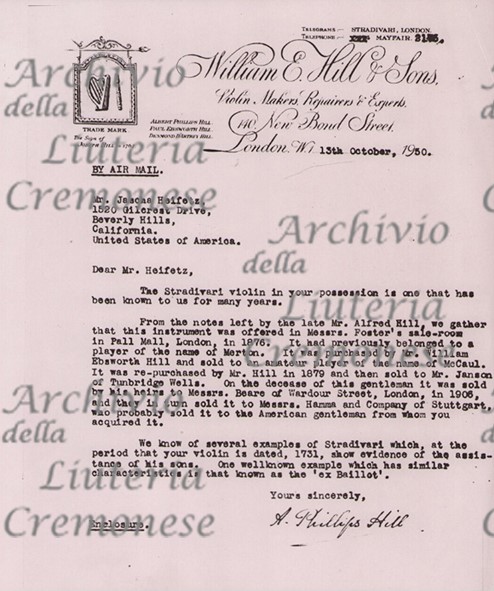 TELEGRAMS:— STRADIVARI, LONDON.
TELEPHONE:— MAYFAIR.
William E. Hill & Sons.
Violin Makers, Repairers & Experts.
140, New Bond Street.
London. W.1 13th October, 1950.
ALBERT PHILLIPS HILL.
PAUL EBSWORTH HILL.
DESMOND D'ARTREY HILL.
TRADE MARK
The Sign of
BY AIR MAIL.
Mr. Jascha Heifetz,
1520 Gilcrest Drive,
Beverly Hills,
California.
United States of America.
Dear Mr. Heifetz,
The Stradivari violin in your possession is one that has
been known to us for many years.
From the notes left by the late Mr. Alfred Hill, we gather
that this instrument was offered in Messrs. Foster's sale-room
in Pall Mall, London, in 1876. It had previously belonged to a
player of the name of Merton. It was purchased by Mr. William
Ebsworth Hill and sold to an amateur player of the name of McCaul.
It was re-purchased by Mr. Hill in 1879 and then sold to Mr. Janson
of Tunbridge Wells. On the decease of this gentleman it was sold
by his family to Messrs. Beare of Wardour Street, London, in 1906,
and they in turn sold it to Messrs. Hamma and Company of Stuttgart,
who probably sold it to the American gentleman from whom you
acquired it.
We know of several examples of Stradivari which, at the
period that your violin is dated, 1731, show evidence of the assis-
tance of his sons. One wellknown example which has similar
characteristics is that known as the 'ex Baillot'.
Yours sincerely,
A. Phillips Hill
Enclosure.
Archivio
della
Liuteria
Cremonese
Archivio
della
Liuteria
Cremonese
Archivio
della
Liuteria
Cremonese